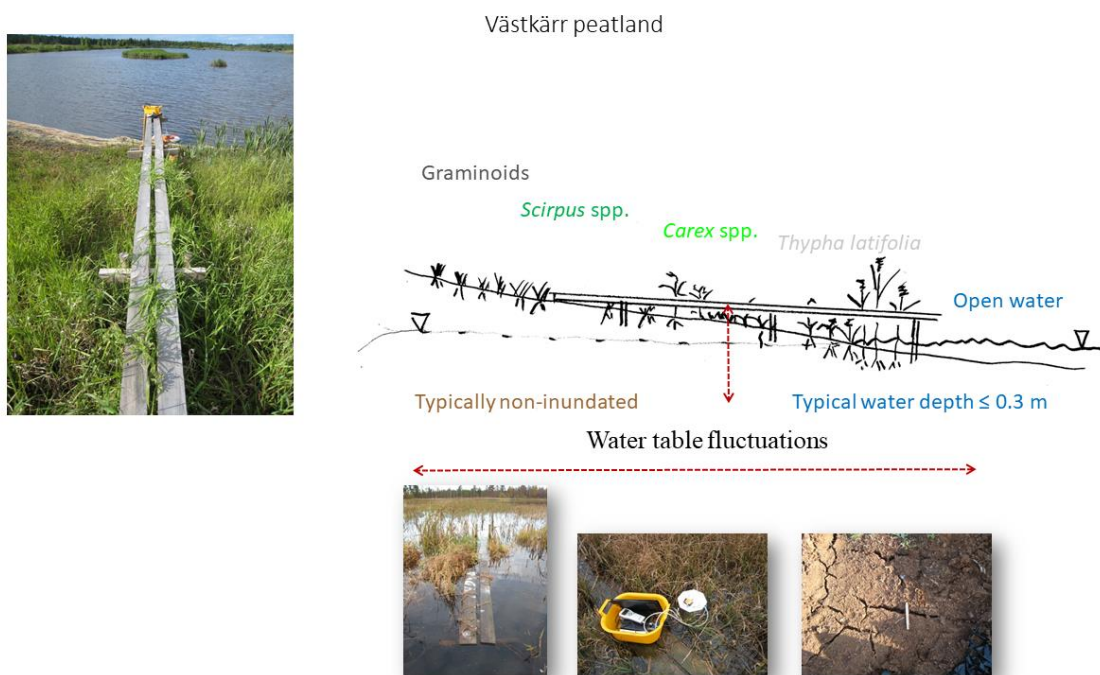 Västkärr peatland
Graminoids
Scirpus spp.
Carex spp.
Thypha latifolia
Open water
Typically non-inundated
Typical water depth ≤ 0.3 m
Water table fluctuations